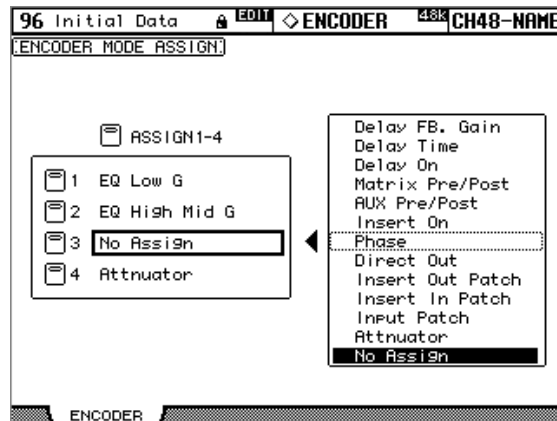 96 Initial Data EDIT ENCODER 48k CH48-NAME
ENCODER MODE ASSIGN
ASSIGN1-4
1 EQ Low G
2 EQ High Mid G
3 No Assign
4 Attnuator
Delay FB. Gain
Delay Time
Delay On
Matrix Pre/Post
AUX Pre/Post
Insert On
Phase
Direct Out
Insert Out Patch
Insert In Patch
Input Patch
Attnuator
No Assign
ENCODER